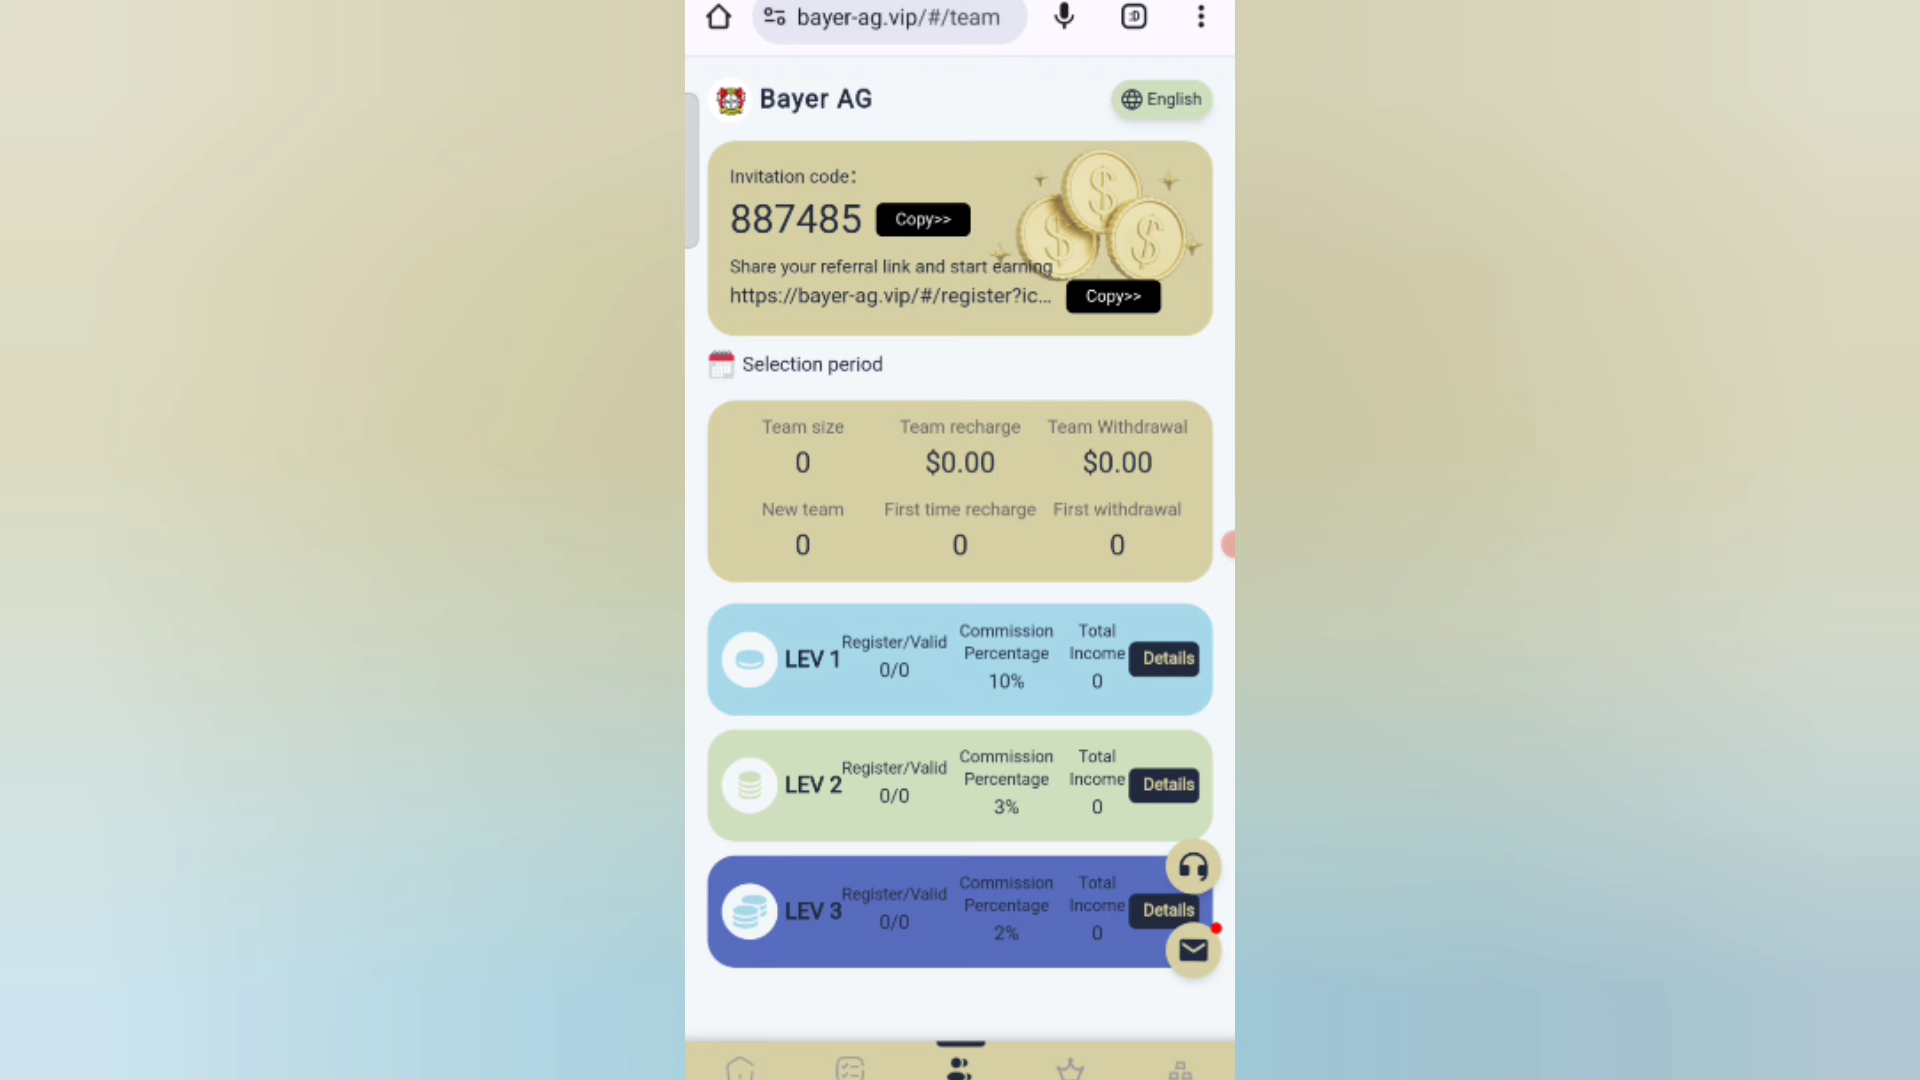 bayer-ag.vip/#/team
:D
Bayer AG
English
Invitation code:
887485
Copy>>
Share your referral link and start earning
https://bayer-ag.vip/#/register?ic...
Copy>>
Selection period
Team size
Team recharge
Team Withdrawal
0
$0.00
$0.00
New team
First time recharge
First withdrawal
0
0
0
LEV 1
Register/Valid
0/0
Commission
Percentage
10%
Total
Income
0
Details
LEV 2
Register/Valid
0/0
Commission
Percentage
3%
Total
Income
0
Details
LEV 3
Register/Valid
0/0
Commission
Percentage
2%
Total
Income
0
Details